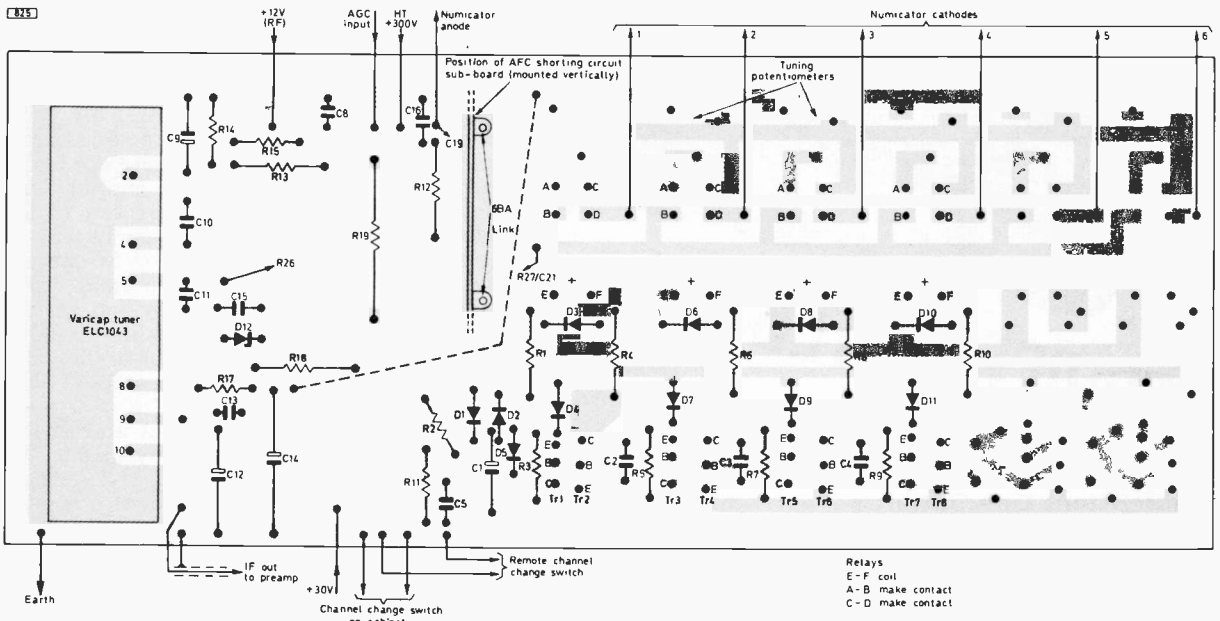 825
+12V
(RF)
AGC
input
HT
+300V
Numicator
anode
Numicator cathodes
1
2
3
4
5
6
Position of AFC shorting circuit
sub-board (mounted vertically)
Tuning
potentiometers
C9
R14
R15
R13
C8
C16
C19
R12
R19
6BA
Link
2
4
5
8
9
10
C10
C11
R26
C15
D12
Varicap tuner
ELC1043
R18
R17
C13
C12
C14
R27/C21
A
C
B
D
A
C
B
D
A
C
B
D
A
C
B
D
+
+
+
+
E
F
E
F
E
F
E
F
D3
D6
D8
D10
R1
R4
R6
R10
D1
D2
D4
D7
D9
D11
R2
D5
R3
C1
R11
C5
C2
R5
C3
R7
C4
R9
E
C
B
B
C
E
E
C
B
B
C
E
E
C
B
B
C
E
E
C
B
B
C
E
Tr1
Tr2
Tr3
Tr4
Tr5
Tr6
Tr7
Tr8
Earth
IF out
to preamp
+30V
Channel change switch
Remote channel
change switch
Relays
E-F coil
A-B make contact
C-D make contact